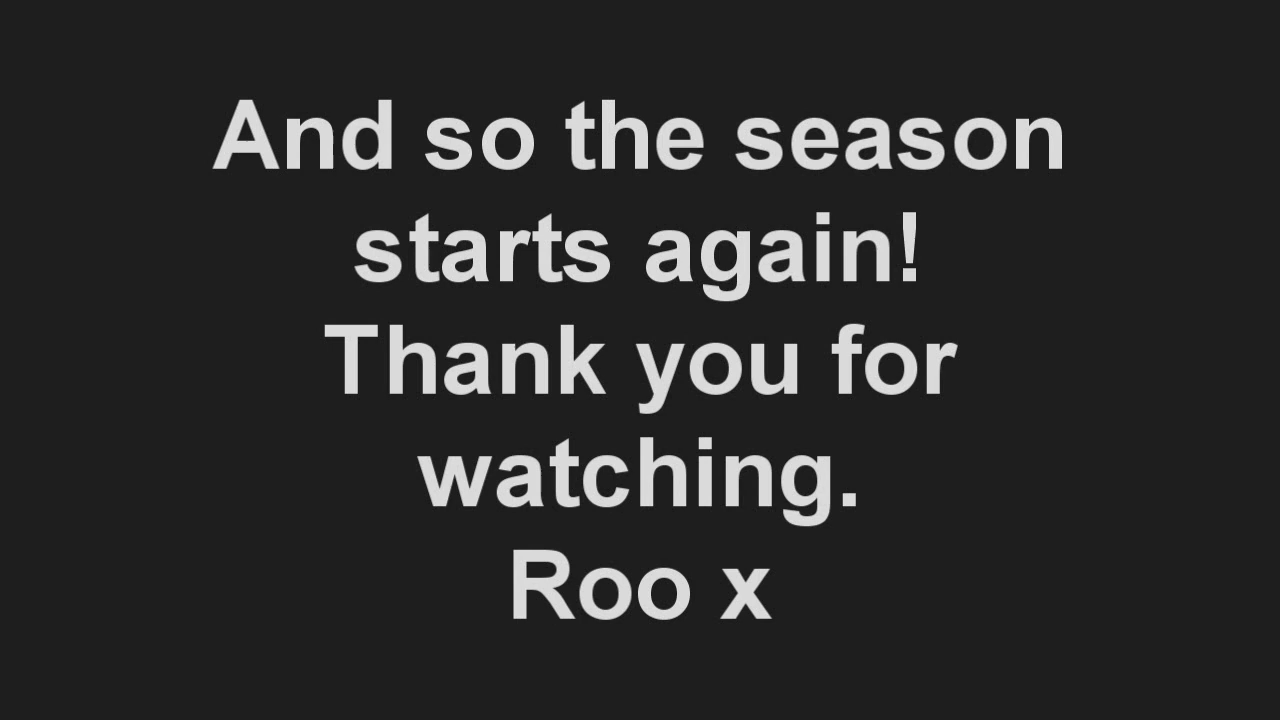 And so the season
starts again!
Thank you for
watching.
Roo x